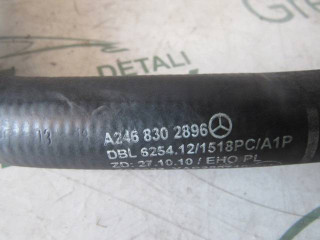 DETALI
A246 830 2896
DBL 6254.12/1518PC/A1P
ZD: 27.10.10/EHO PL